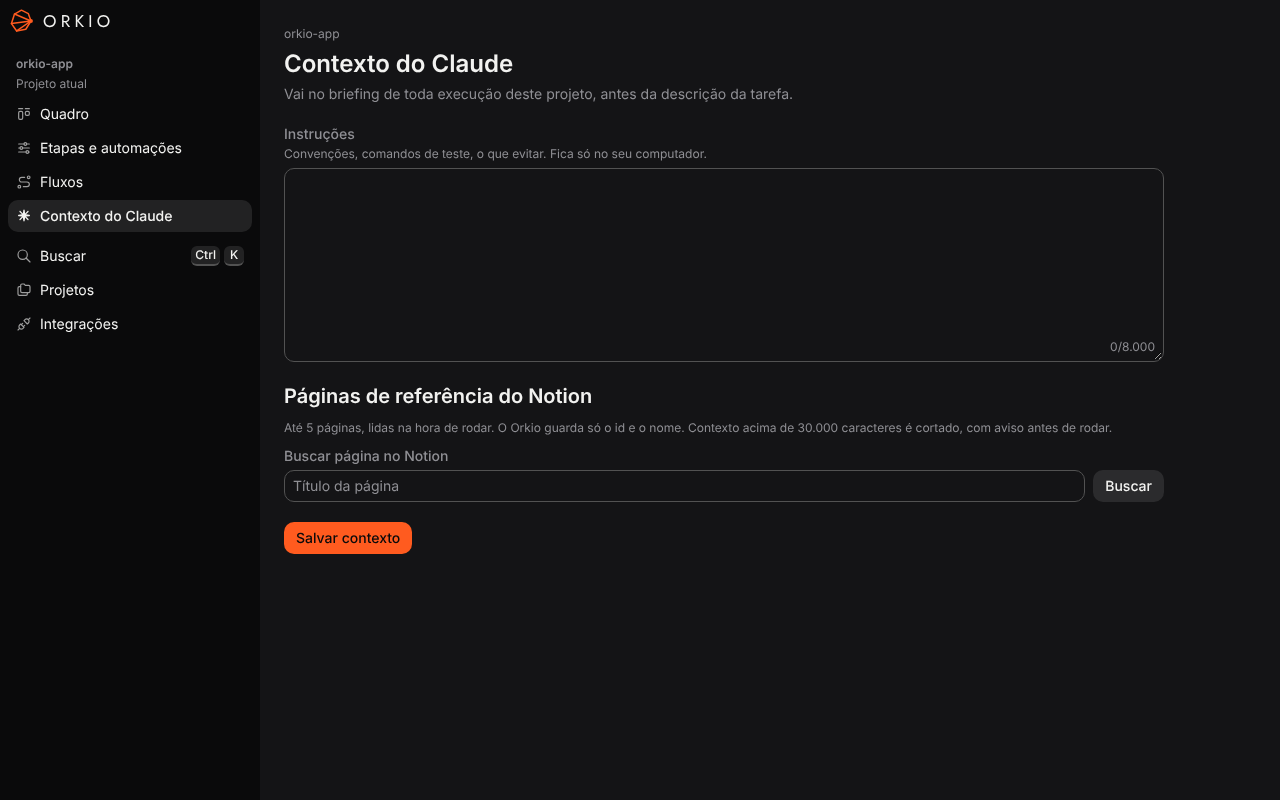 ORKIO
orkio-app
Projeto atual
Quadro
Etapas e automações
Fluxos
Contexto do Claude
Buscar Ctrl K
Projetos
Integrações
orkio-app
Contexto do Claude
Vai no briefing de toda execução deste projeto, antes da descrição da tarefa.
Instruções
Convenções, comandos de teste, o que evitar. Fica só no seu computador.
0/8.000
Páginas de referência do Notion
Até 5 páginas, lidas na hora de rodar. O Orkio guarda só o id e o nome. Contexto acima de 30.000 caracteres é cortado, com aviso antes de rodar.
Buscar página no Notion
Título da página Buscar
Salvar contexto